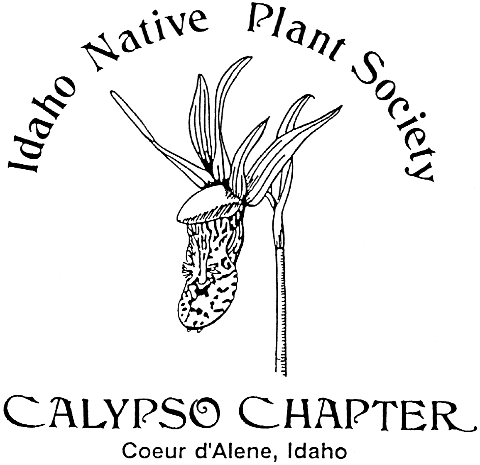 Idaho Native Plant Society
CALYPSO CHAPTER
Coeur d'Alene, Idaho